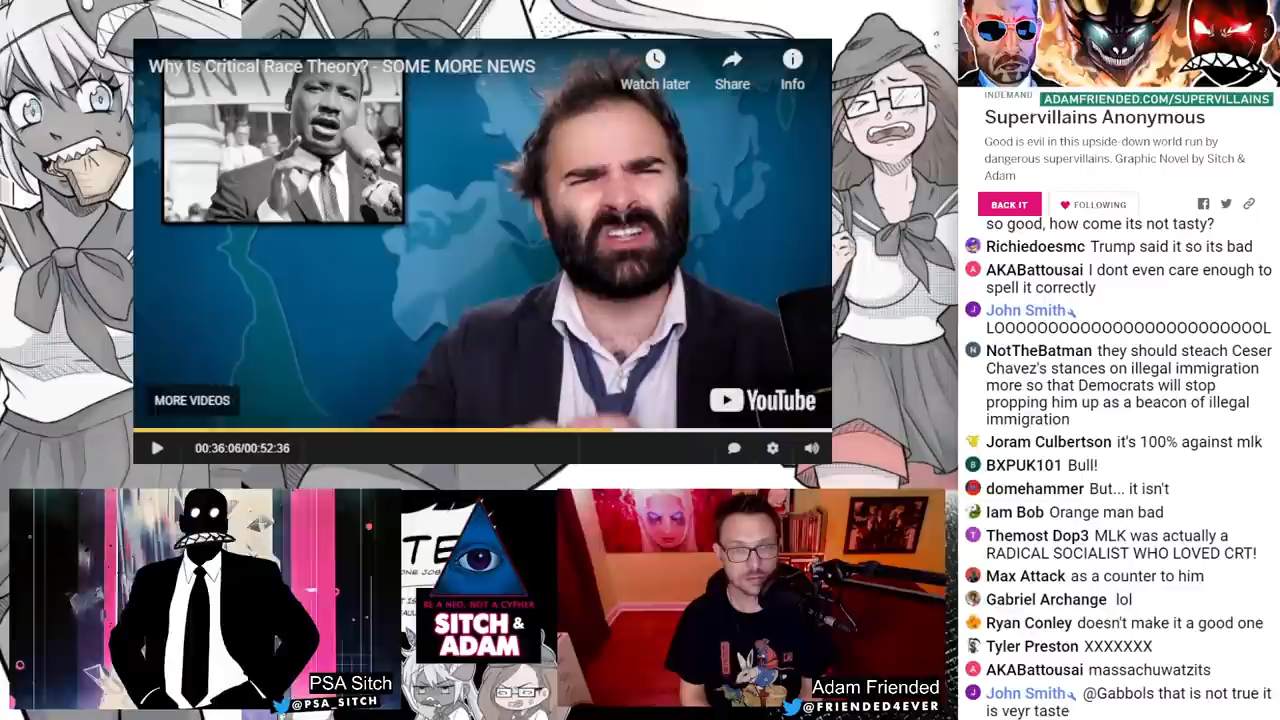 Why Is Critical Race Theory? - SOME MORE NEWS
Watch later
Share
Info
MORE VIDEOS
YouTube
00:36:06/00:52:36
BE A NEO, NOT A CYPHER
SITCH &
ADAM
PSA Sitch
@PSA_SITCH
Adam Friended
@FRIENDED4EVER
INDEMAND
ADAMFRIENDED.COM/SUPERVILLAINS
Supervillains Anonymous
Good is evil in this upside-down world run by
dangerous supervillains. Graphic Novel by Sitch &
Adam
BACK IT
FOLLOWING
so good, how come its not tasty?
Richiedoesmc Trump said it so its bad
AKABattousai I dont even care enough to
spell it correctly
John Smith
LOOOOOOOOOOOOOOOOOOOOOOOOOL
NotTheBatman they should steach Ceser
Chavez's stances on illegal immigration
more so that Democrats will stop
propping him up as a beacon of illegal
immigration
Joram Culbertson it's 100% against mlk
BXPUK101 Bull!
domehammer But... it isn't
Iam Bob Orange man bad
Themost Dop3 MLK was actually a
RADICAL SOCIALIST WHO LOVED CRT!
Max Attack as a counter to him
Gabriel Archange lol
Ryan Conley doesn't make it a good one
Tyler Preston XXXXXXX
AKABattousai massachuwatzits
John Smith @Gabbols that is not true it
is veyr taste